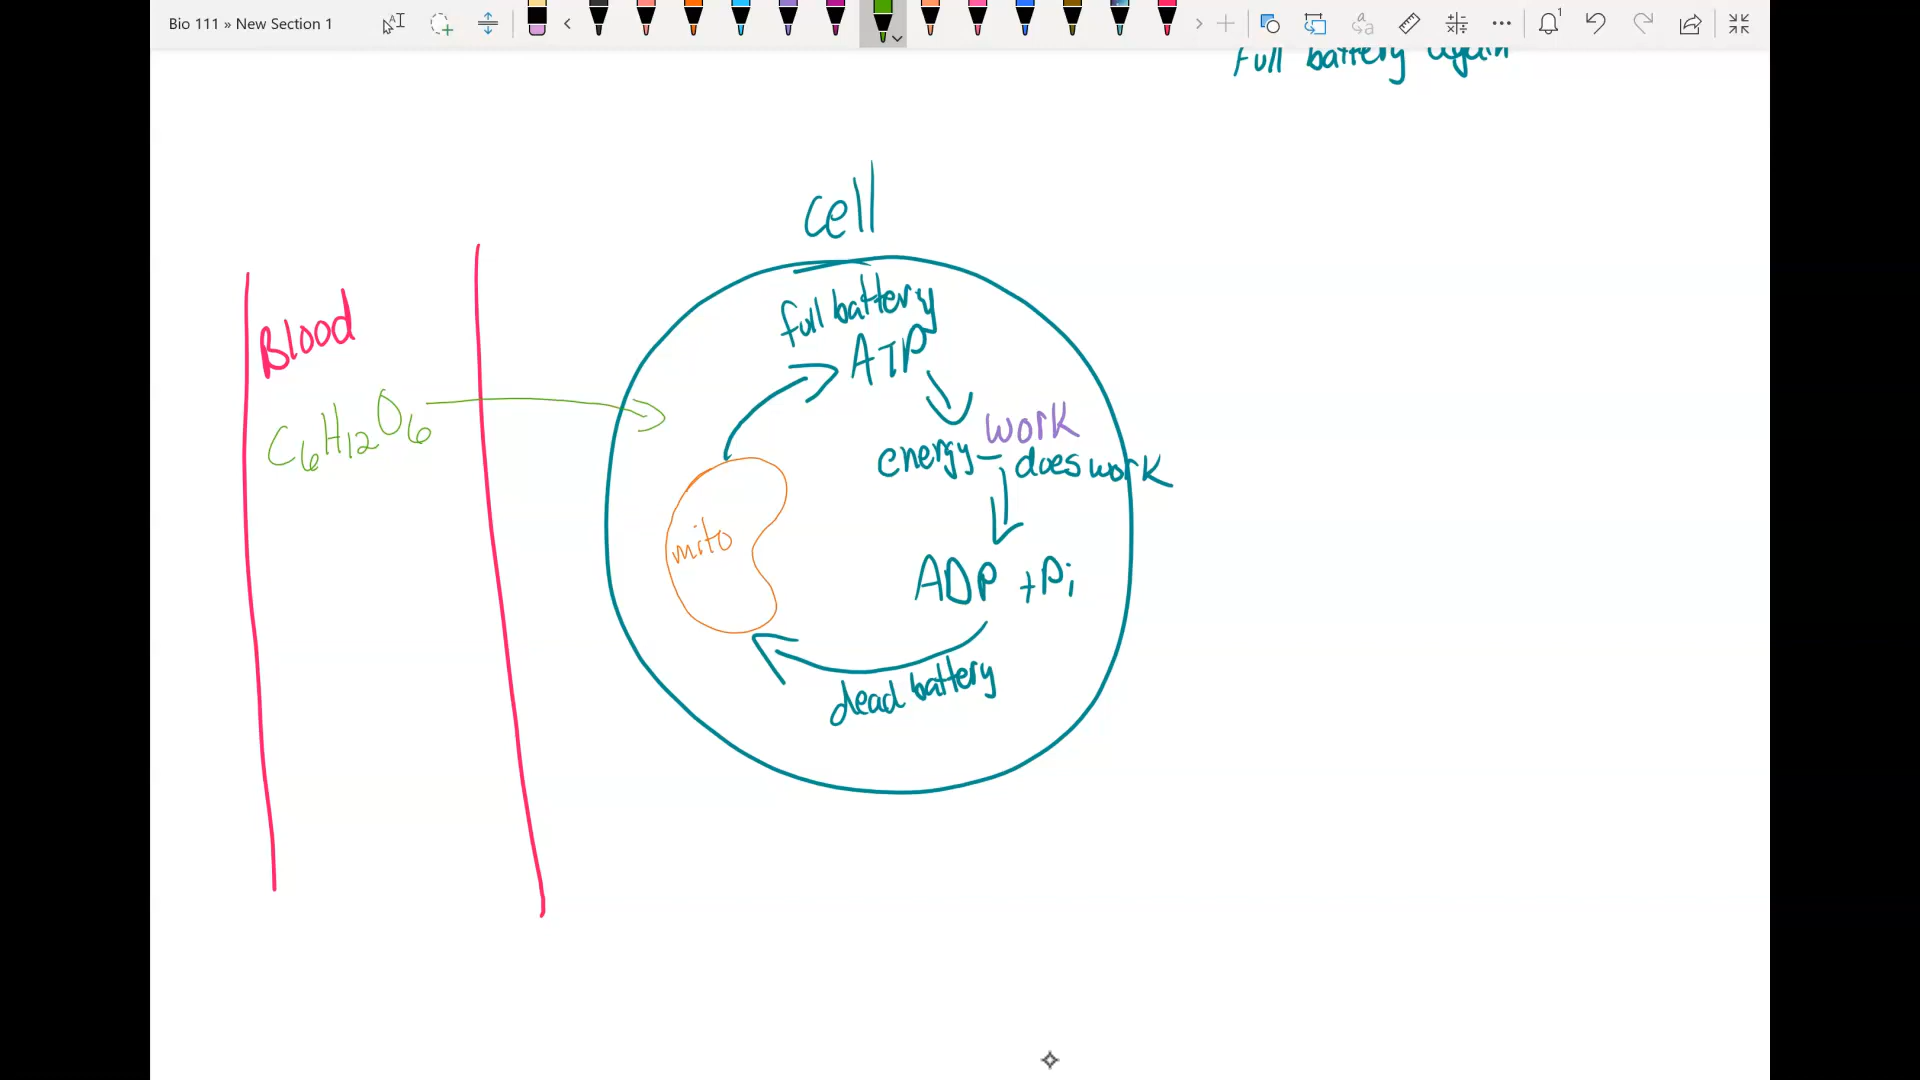 Bio 111 » New Section 1
Full battery again
Cell
full battery
ATP
Blood
C6H12O6
work
energy – does work
mito
ADP + Pi
dead battery